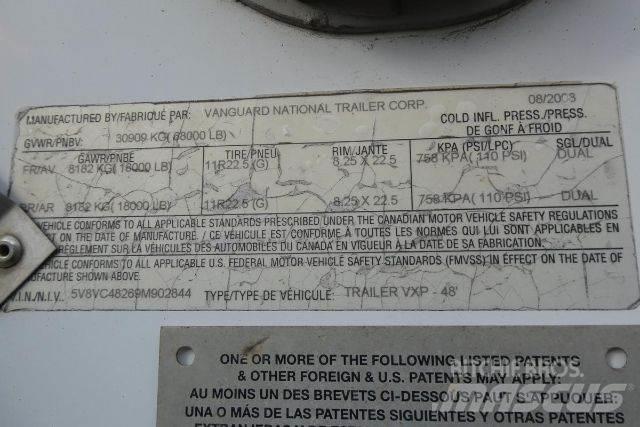 MANUFACTURED BY/FABRIQUÉ PAR: VANGUARD NATIONAL TRAILER CORP. 08/2008
GVWR/PNBV: 30909 KG( 68000 LB) COLD INFL. PRESS./PRESS. DE GONF À FROID
GAWR/PNBE TIRE/PNEU RIM/JANTE KPA (PSI/LPC) SGL/DUAL
FR/AV 8182 KG( 18000 LB) 11R22.5 (G) 8.25 X 22.5 758 KPA( 110 PSI) DUAL
RR/AR 8182 KG( 18000 LB) 11R22.5 (G) 8.25 X 22.5 758 KPA( 110 PSI) DUAL
VEHICLE CONFORMS TO ALL APPLICABLE STANDARDS PRESCRIBED UNDER THE CANADIAN MOTOR VEHICLE SAFETY REGULATIONS
ON THE DATE OF MANUFACTURE / CE VÉHICULE EST CONFORME À TOUTES LES NORMES QUI LUI SONT APPLICABLES EN
RÈGLEMENT SUR LA SÉCURITÉ DES VÉHICULES DES AUTOMOBILES DU CANADA EN VIGUEUR À LA DATE DE SA FABRICATION.
VEHICLE CONFORMS TO ALL APPLICABLE U.S. FEDERAL MOTOR VEHICLE SAFETY STANDARDS (FMVSS) IN EFFECT ON THE DATE OF
MANUFACTURE SHOWN ABOVE.
V.I.N./N.I.V. 5V8VC48269M902844 TYPE/TYPE DE VÉHICULE: TRAILER VXP - 48'
ONE OR MORE OF THE FOLLOWING LISTED PATENTS
& OTHER FOREIGN & U.S. PATENTS MAY APPLY:
AU MOINS UN DES BREVETS CI-DESSOUS PAUT S'APPLIQUER:
UNA O MÁS DE LAS PATENTES SIGUIENTES Y OTRAS PATENTES
RITCHIE BROS.
mascus